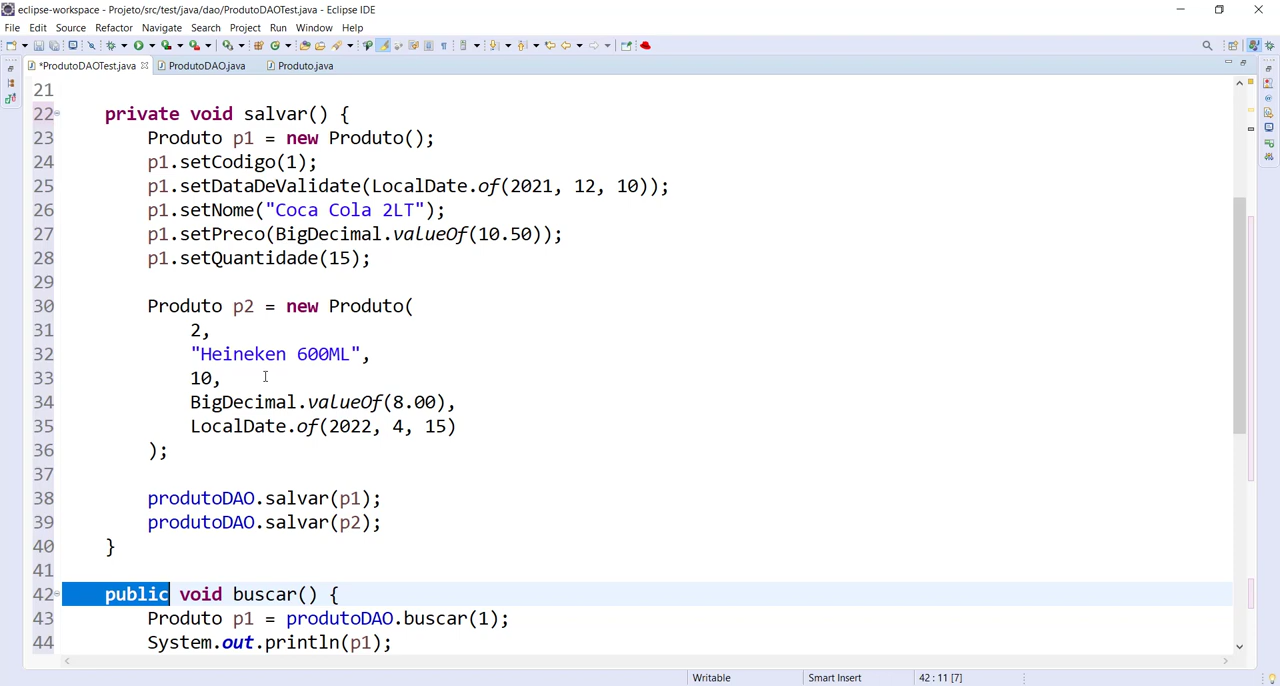 eclipse-workspace - Projeto/src/test/java/dao/ProdutoDAOTest.java - Eclipse IDE
File Edit Source Refactor Navigate Search Project Run Window Help
*ProdutoDAOTest.java ProdutoDAO.java Produto.java
21
22 private void salvar() {
23 Produto p1 = new Produto();
24 p1.setCodigo(1);
25 p1.setDataDeValidate(LocalDate.of(2021, 12, 10));
26 p1.setNome("Coca Cola 2LT");
27 p1.setPreco(BigDecimal.valueOf(10.50));
28 p1.setQuantidade(15);
29
30 Produto p2 = new Produto(
31 2,
32 "Heineken 600ML",
33 10,
34 BigDecimal.valueOf(8.00),
35 LocalDate.of(2022, 4, 15)
36 );
37
38 produtoDAO.salvar(p1);
39 produtoDAO.salvar(p2);
40 }
41
42 public void buscar() {
43 Produto p1 = produtoDAO.buscar(1);
44 System.out.println(p1);
Writable Smart Insert 42 : 11 [7]